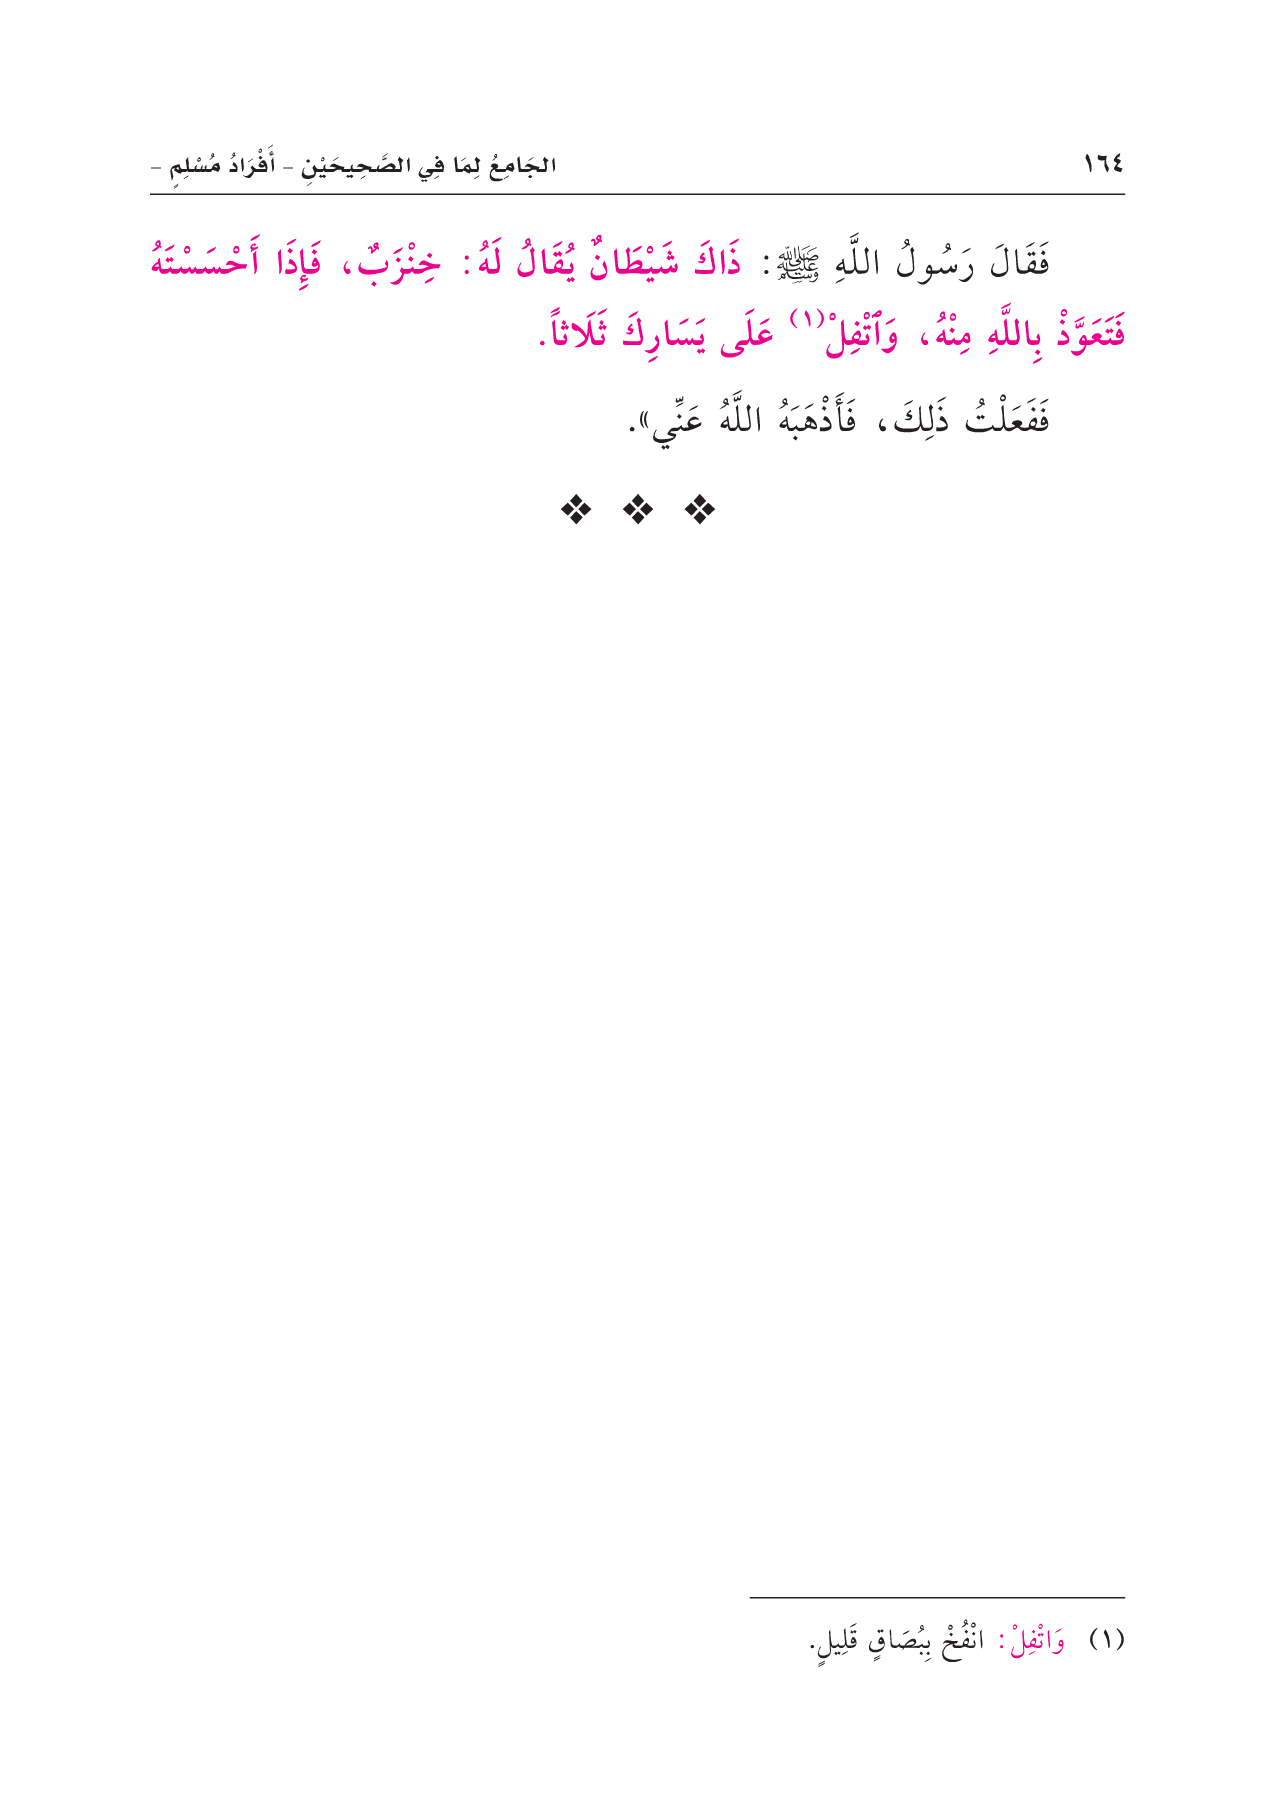 ١٦٤
الجَامِعُ لِمَا فِي الصَّحِيحَيْنِ - أَفْرَادُ مُسْلِمٍ -
فَقَالَ رَسُولُ اللَّهِ ﷺ: ذَاكَ شَيْطَانٌ يُقَالُ لَهُ: خِنْزَبٌ، فَإِذَا أَحْسَسْتَهُ
فَتَعَوَّذْ بِاللَّهِ مِنْهُ، وَٱتْفِلْ(١) عَلَى يَسَارِكَ ثَلَاثاً.
فَفَعَلْتُ ذَلِكَ، فَأَذْهَبَهُ اللَّهُ عَنِّي».
(١) وَاتْفِلْ: انْفُخْ بِبُصَاقٍ قَلِيلٍ.